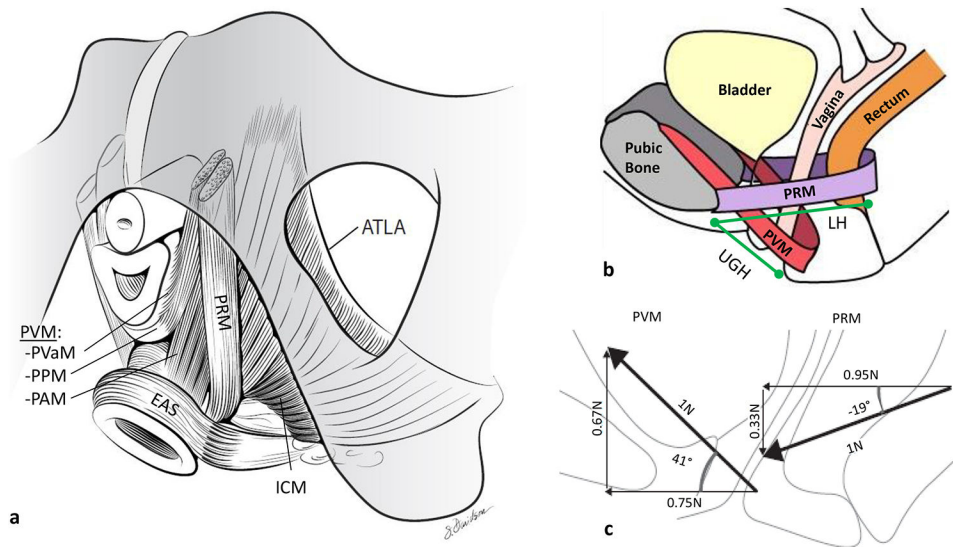 ATLA
PVM:
-PVaM
-PPM
-PAM
PRM
EAS
ICM
a
Bladder
Vagina
Rectum
Pubic
Bone
PRM
PVM
LH
UGH
b
PVM
PRM
0.67N
1N
41°
0.75N
0.95N
0.33N
-19°
1N
c